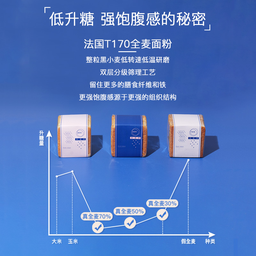 低升糖 强饱腹感的秘密
法国T170全麦面粉
整粒黑小麦低转速低温研磨
双层分级筛理工艺
留住更多的膳食纤维和铁
更强饱腹感源于更强的组织结构
升糖量
真全麦70%
真全麦50%
真全麦30%
大米
玉米
假全麦
种类